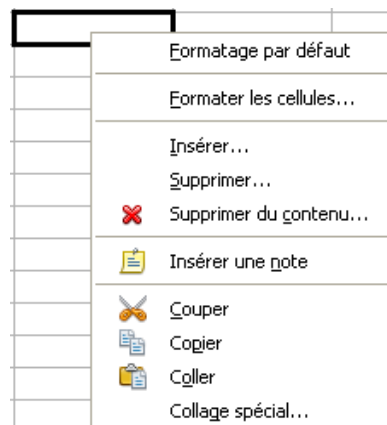 Formatage par défaut
Formater les cellules...
Insérer...
Supprimer...
Supprimer du contenu...
Insérer une note
Couper
Copier
Coller
Collage spécial...